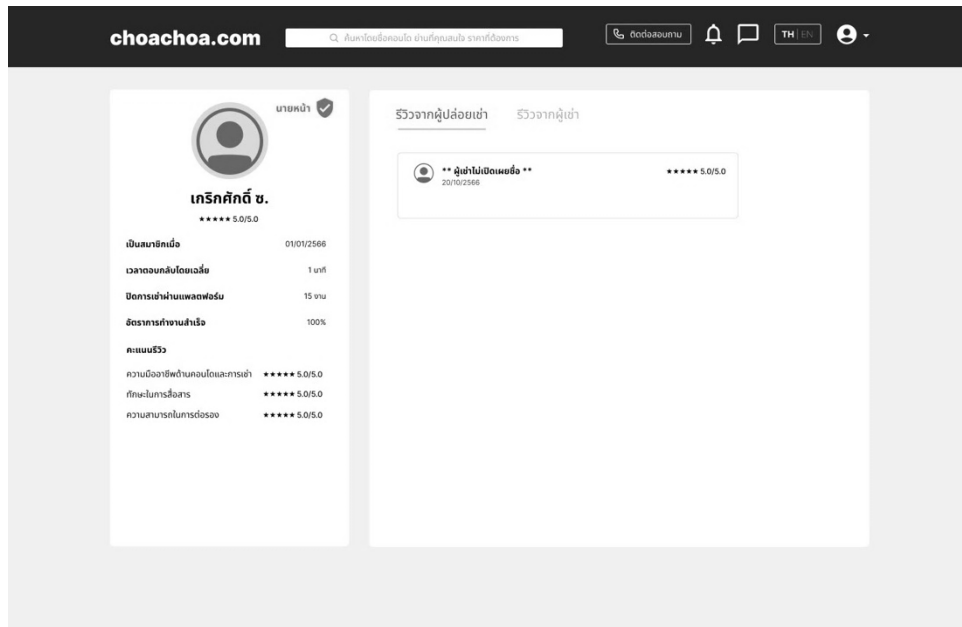 choachoa.com
ค้นหาโดยชื่อคอนโด ย่านที่คุณสนใจ ราคาที่ต้องการ
ติดต่อสอบถาม
TH | EN
นายหน้า
เกริกศักดิ์ ซ.
★★★★★ 5.0/5.0
เป็นสมาชิกเมื่อ 01/01/2566
เวลาตอบกลับโดยเฉลี่ย 1 นาที
ปิดการเช่าผ่านแพลตฟอร์ม 15 งาน
อัตราการทำงานสำเร็จ 100%
คะแนนรีวิว
ความมืออาชีพด้านคอนโดและการเช่า ★★★★★ 5.0/5.0
ทักษะในการสื่อสาร ★★★★★ 5.0/5.0
ความสามารถในการต่อรอง ★★★★★ 5.0/5.0
รีวิวจากผู้ปล่อยเช่า รีวิวจากผู้เช่า
** ผู้เช่าไม่เปิดเผยชื่อ ** ★★★★★ 5.0/5.0
20/10/2566